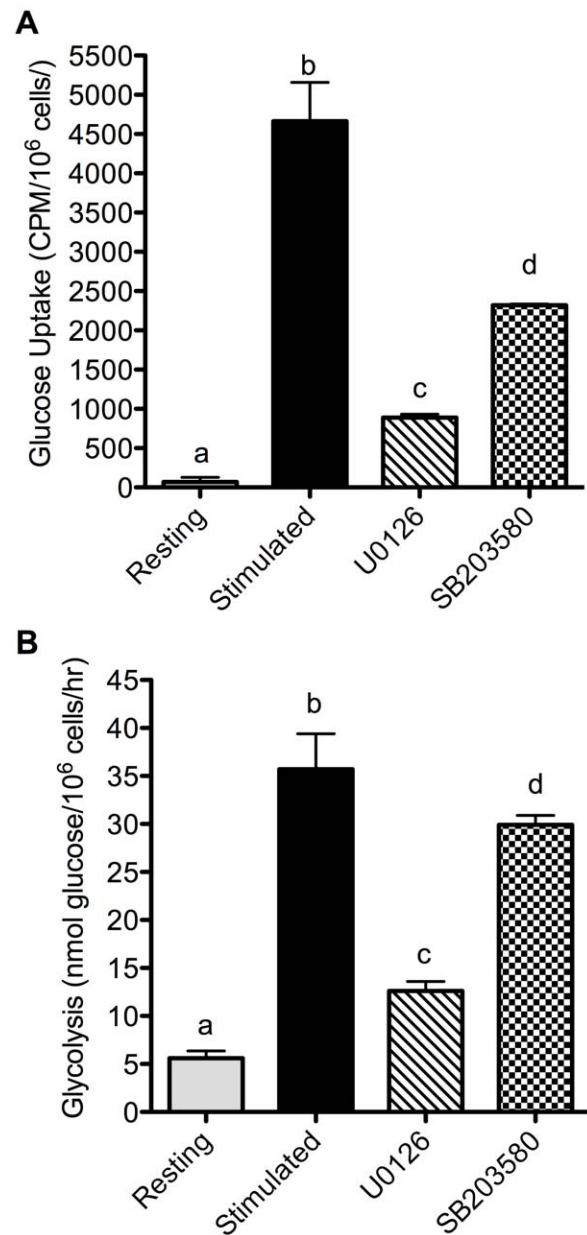 A
Glucose Uptake (CPM/10⁶ cells/)
5500
5000
4500
4000
3500
3000
2500
2000
1500
1000
500
0
a
b
c
d
Resting
Stimulated
U0126
SB203580
B
Glycolysis (nmol glucose/10⁶ cells/hr)
45
40
35
30
25
20
15
10
5
0
a
b
c
d
Resting
Stimulated
U0126
SB203580